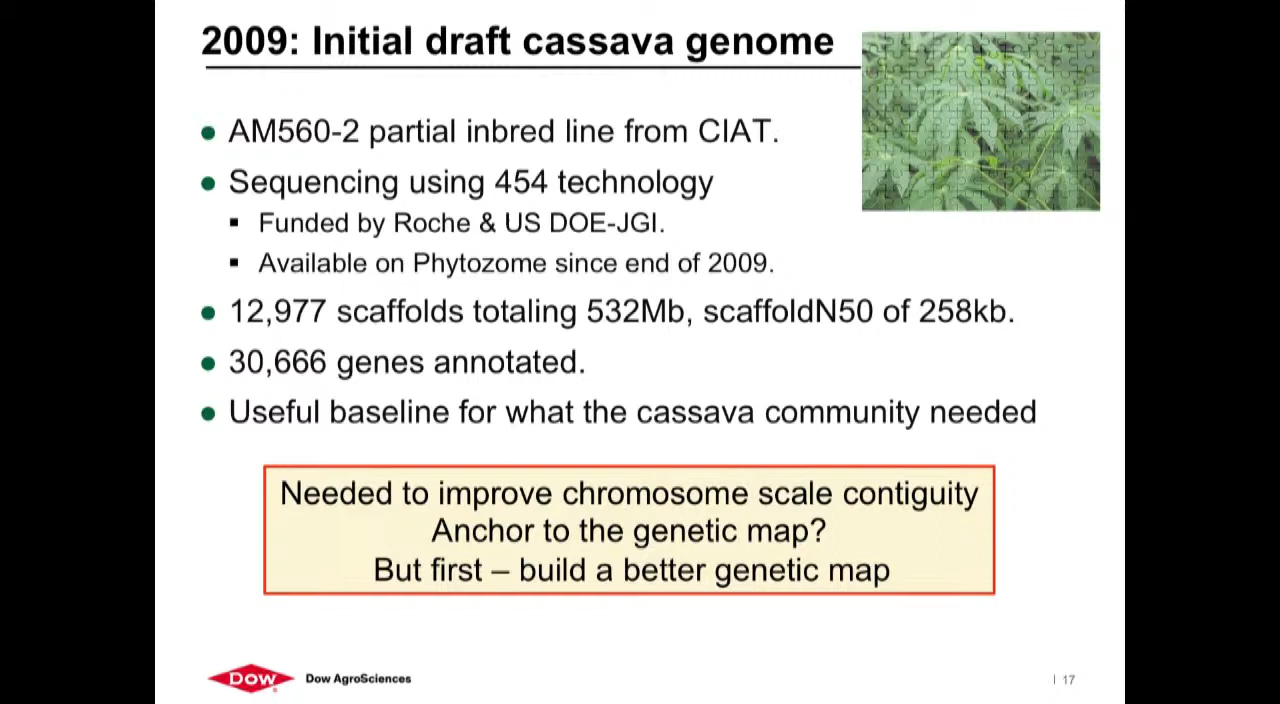 2009: Initial draft cassava genome
● AM560-2 partial inbred line from CIAT.
● Sequencing using 454 technology
▪ Funded by Roche & US DOE-JGI.
▪ Available on Phytozome since end of 2009.
● 12,977 scaffolds totaling 532Mb, scaffoldN50 of 258kb.
● 30,666 genes annotated.
● Useful baseline for what the cassava community needed
Needed to improve chromosome scale contiguity
Anchor to the genetic map?
But first – build a better genetic map
DOW
Dow AgroSciences
| 17